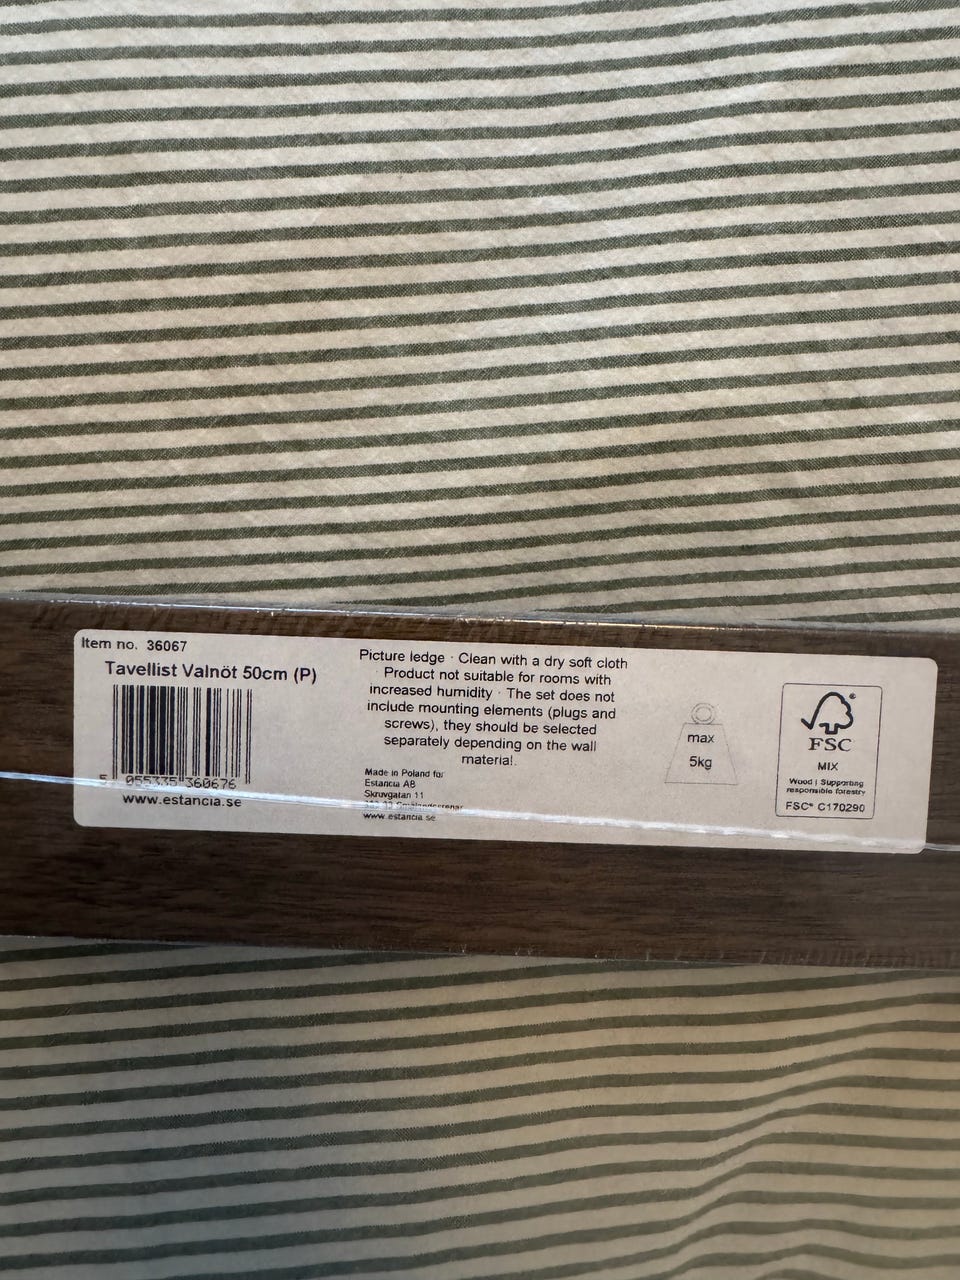 Item no. 36067
Tavellist Valnöt 50cm (P)
5 055335 360676
www.estancia.se
Picture ledge · Clean with a dry soft cloth
· Product not suitable for rooms with
increased humidity · The set does not
include mounting elements (plugs and
screws), they should be selected
separately depending on the wall
material.
Made in Poland for
Estancia AB
Skruvgatan 11
www.estancia.se
max
5kg
FSC®
MIX
Wood | Supporting
responsible forestry
FSC® C170290